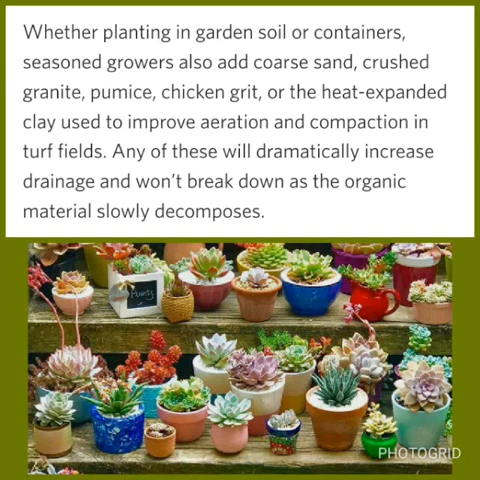 Whether planting in garden soil or containers,
seasoned growers also add coarse sand, crushed
granite, pumice, chicken grit, or the heat-expanded
clay used to improve aeration and compaction in
turf fields. Any of these will dramatically increase
drainage and won’t break down as the organic
material slowly decomposes.
PHOTOGRID